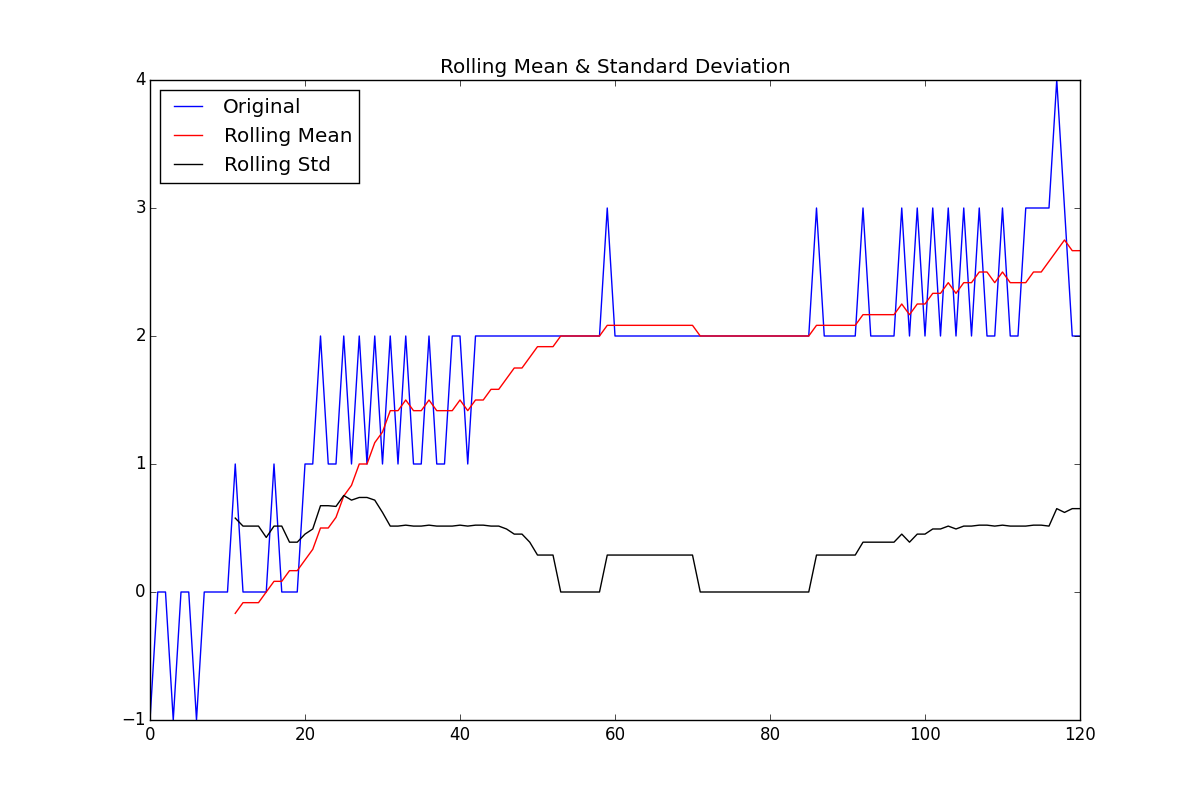 Rolling Mean & Standard Deviation
4
Original
Rolling Mean
Rolling Std
3
2
1
0
−1
0 20 40 60 80 100 120